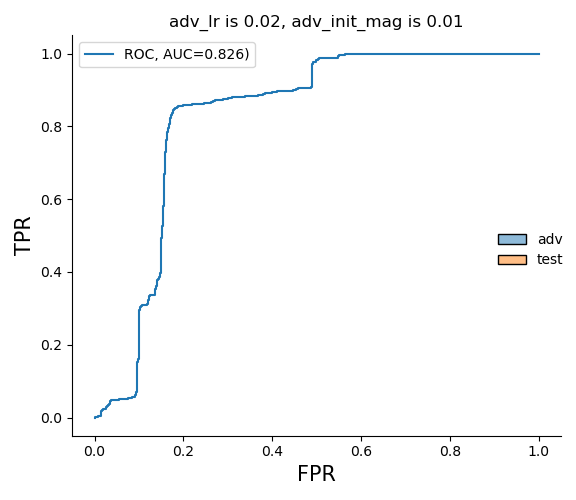 adv_lr is 0.02, adv_init_mag is 0.01
ROC, AUC=0.826)
1.0
0.8
0.6
0.4
0.2
0.0
TPR
adv
test
0.0 0.2 0.4 0.6 0.8 1.0
FPR